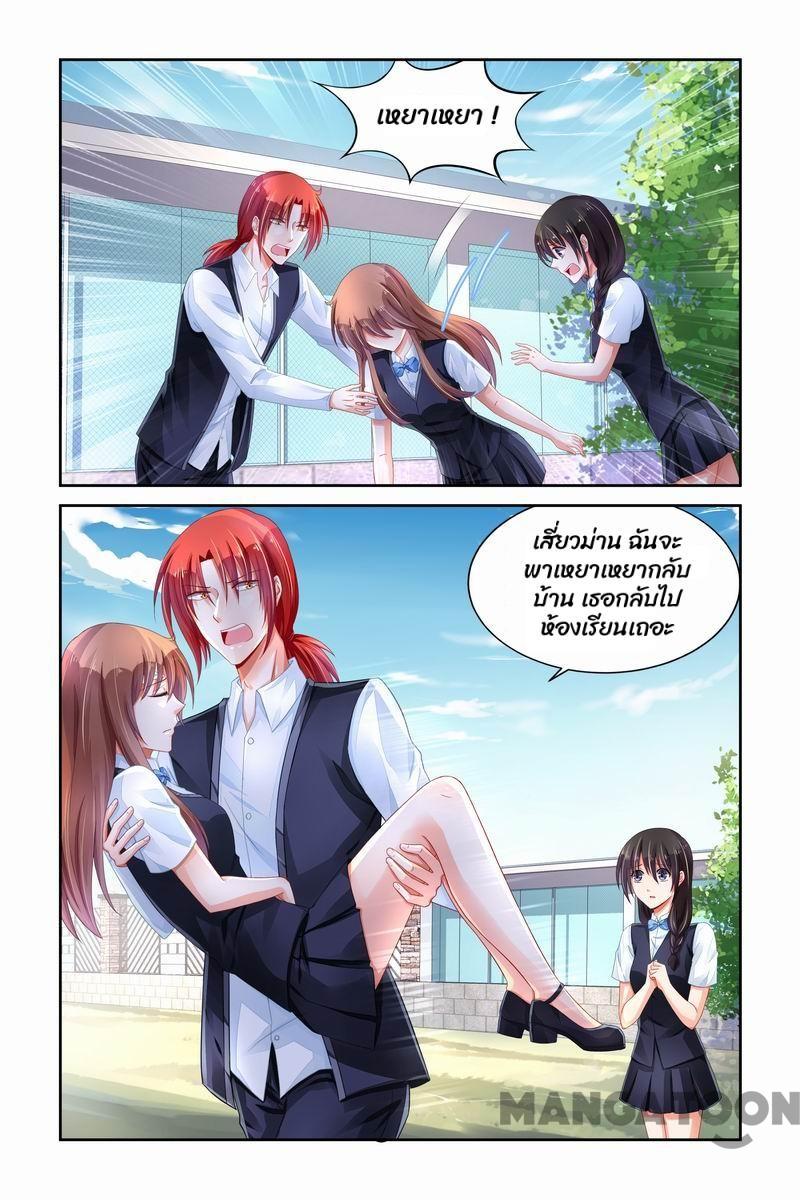 เหยาเหยา !
เสี่ยวม่าน ฉันจะ
พาเหยาเหยากลับ
บ้าน เธอกลับไป
ห้องเรียนเถอะ
MANGATOON